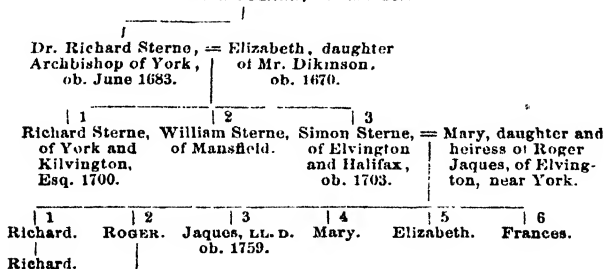 Dr. Richard Sterne, = Elizabeth, daughter
Archbishop of York, of Mr. Dikinson.
ob. June 1683. ob. 1670.
1 2 3
Richard Sterne, William Sterne, Simon Sterne, = Mary, daughter and
of York and of Mansfield. of Elvington heiress of Roger
Kilvington, and Halifax, Jaques, of Elving-
Esq. 1700. ob. 1703. ton, near York.
1 2 3 4 5 6
Richard. ROGER. Jaques, LL. D. Mary. Elizabeth. Frances.
ob. 1759.
Richard.